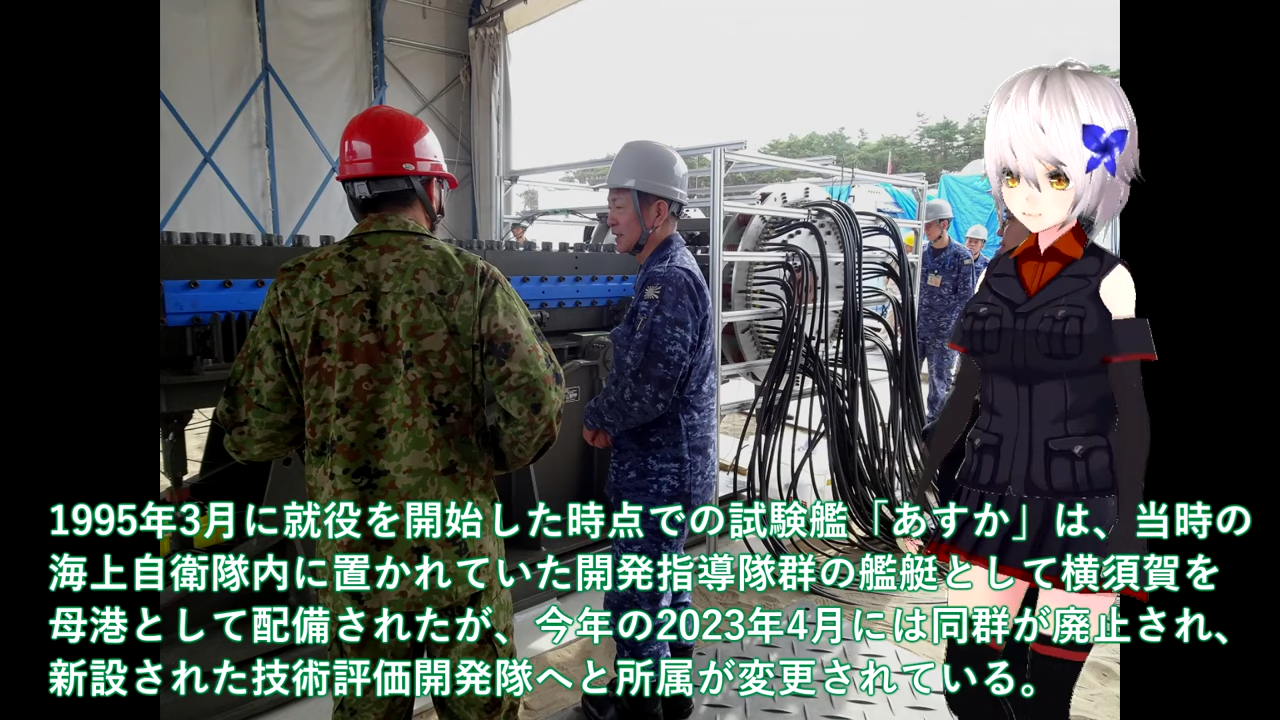 1995年3月に就役を開始した時点での試験艦「あすか」は、当時の
海上自衛隊内に置かれていた開発指導隊群の艦艇として横須賀を
母港として配備されたが、今年の2023年4月には同群が廃止され、
新設された技術評価開発隊へと所属が変更されている。